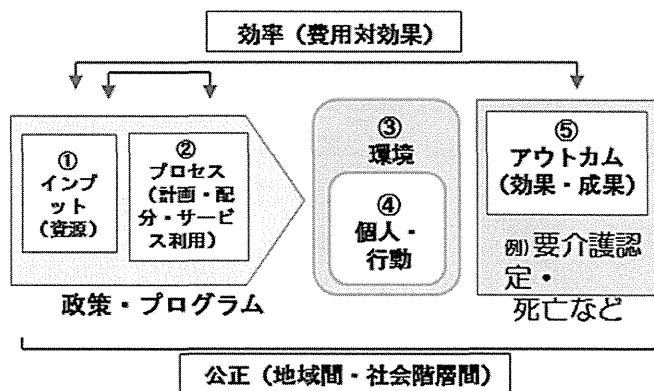 効率（費用対効果）
①
インプ
ット
（資源）
②
プロセス
（計画・配
分・サービ
ス利用）
政策・プログラム
③
環境
④
個人・
行動
⑤
アウトカム
（効果・成果）
例）要介護認
定・
死亡など
公正（地域間・社会階層間）